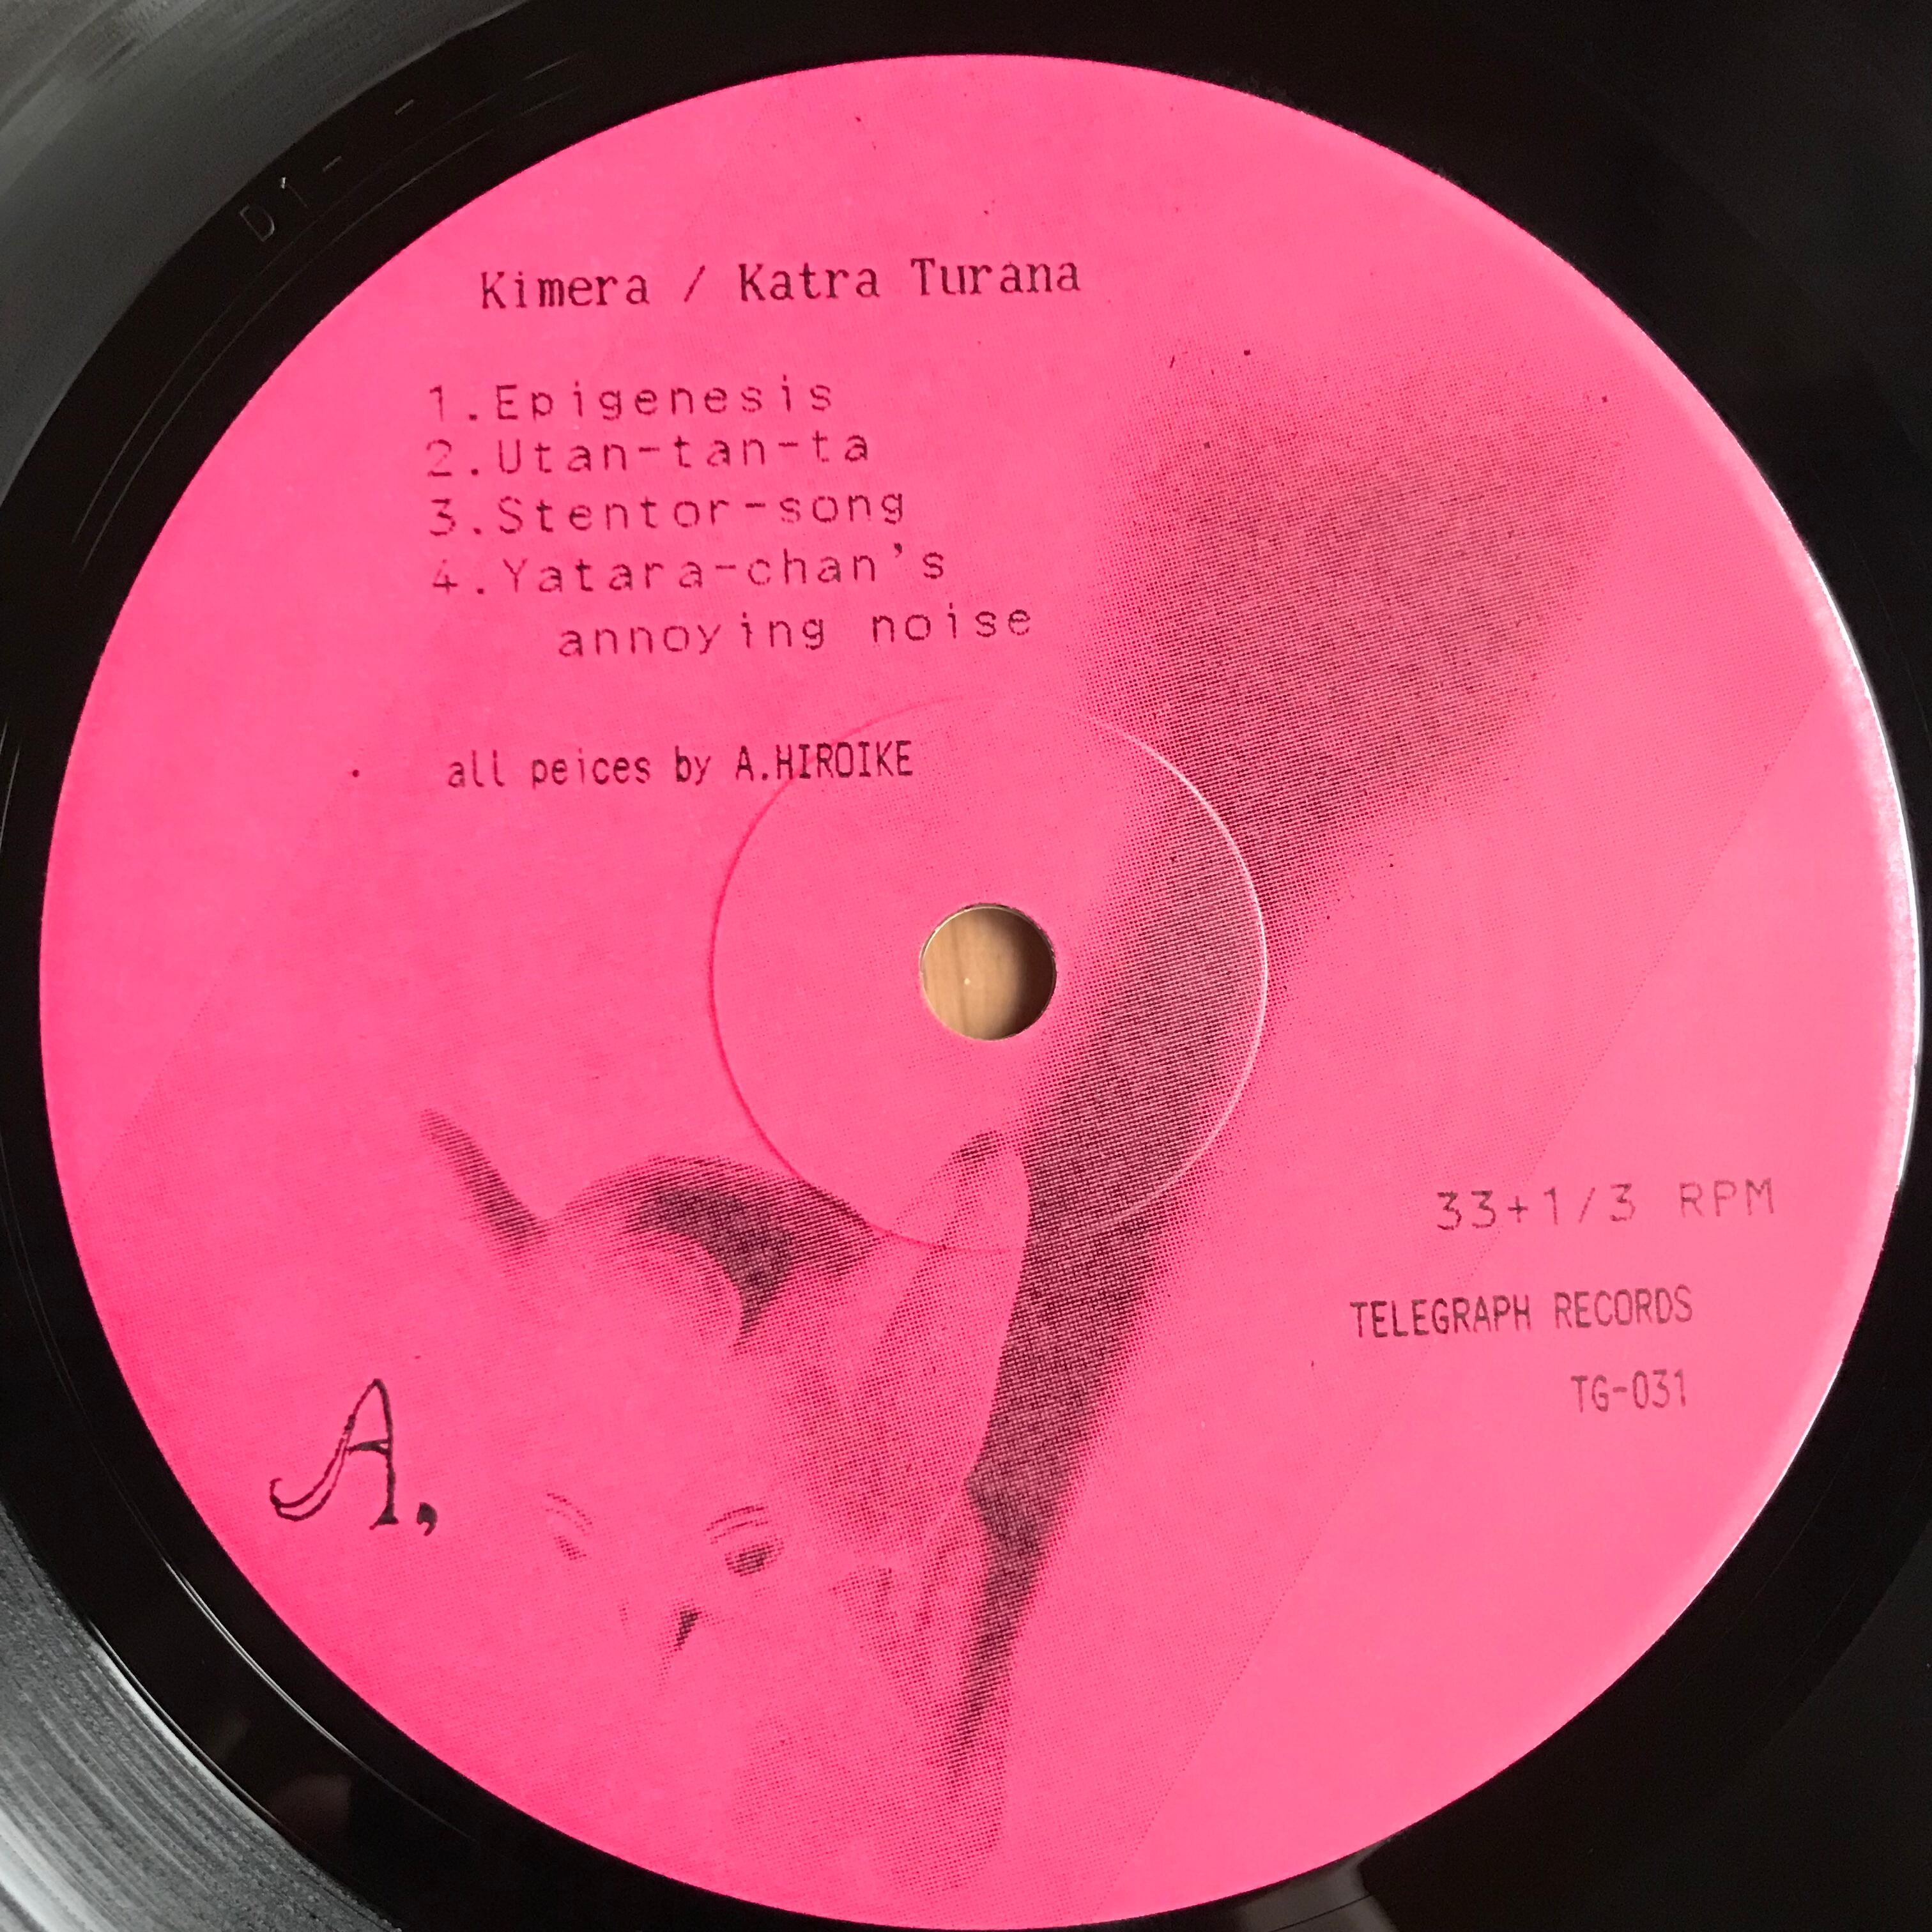 D1-
Kimera / Katra Turana
1.Epigenesis
2.Utan-tan-ta
3.Stentor-song
4.Yatara-chan's
annoying noise
all peices by A.HIROIKE
33+1/3 RPM
TELEGRAPH RECORDS
TG-031
A,